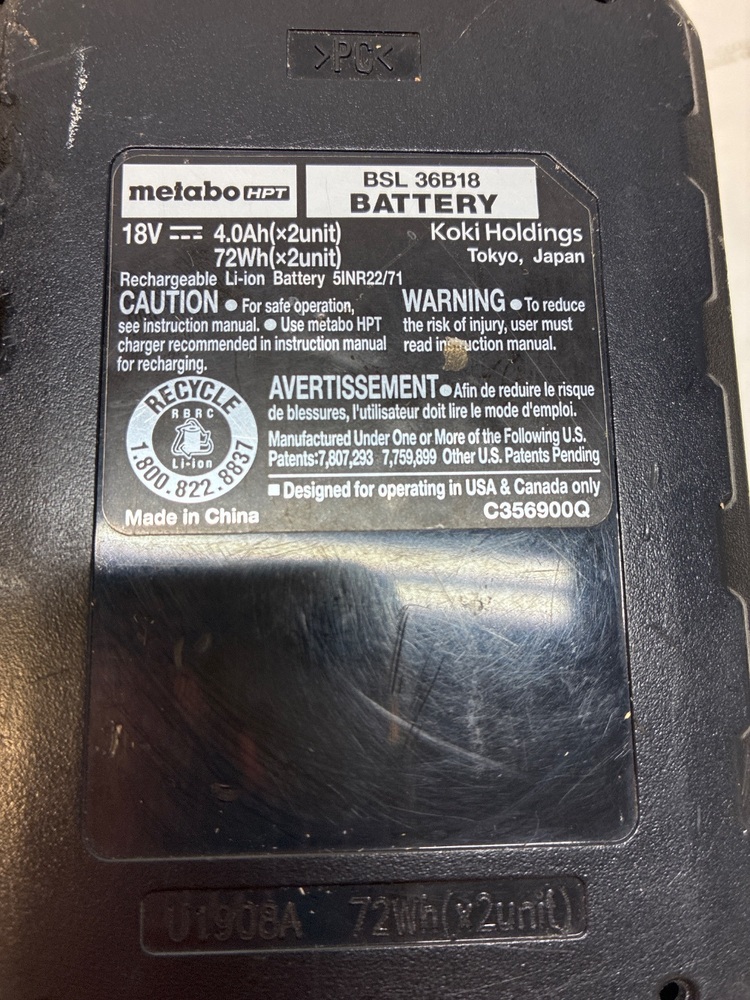 >PC<
metabo HPT
BSL 36B18
BATTERY
18V ⎓ 4.0Ah(×2unit)
72Wh(×2unit)
Koki Holdings
Tokyo, Japan
Rechargeable Li-ion Battery 5INR22/71
CAUTION ● For safe operation,
see instruction manual. ● Use metabo HPT
charger recommended in instruction manual
for recharging.
WARNING ● To reduce
the risk of injury, user must
read instruction manual.
RECYCLE
RBRC
Li-ion
1.800.822.8837
AVERTISSEMENT ● Afin de reduire le risque
de blessures, l'utilisateur doit lire le mode d'emploi.
Manufactured Under One or More of the Following U.S.
Patents:7,807,293 7,759,899 Other U.S. Patents Pending
■ Designed for operating in USA & Canada only
Made in China
C356900Q
U1908A 72Wh(x2unit)